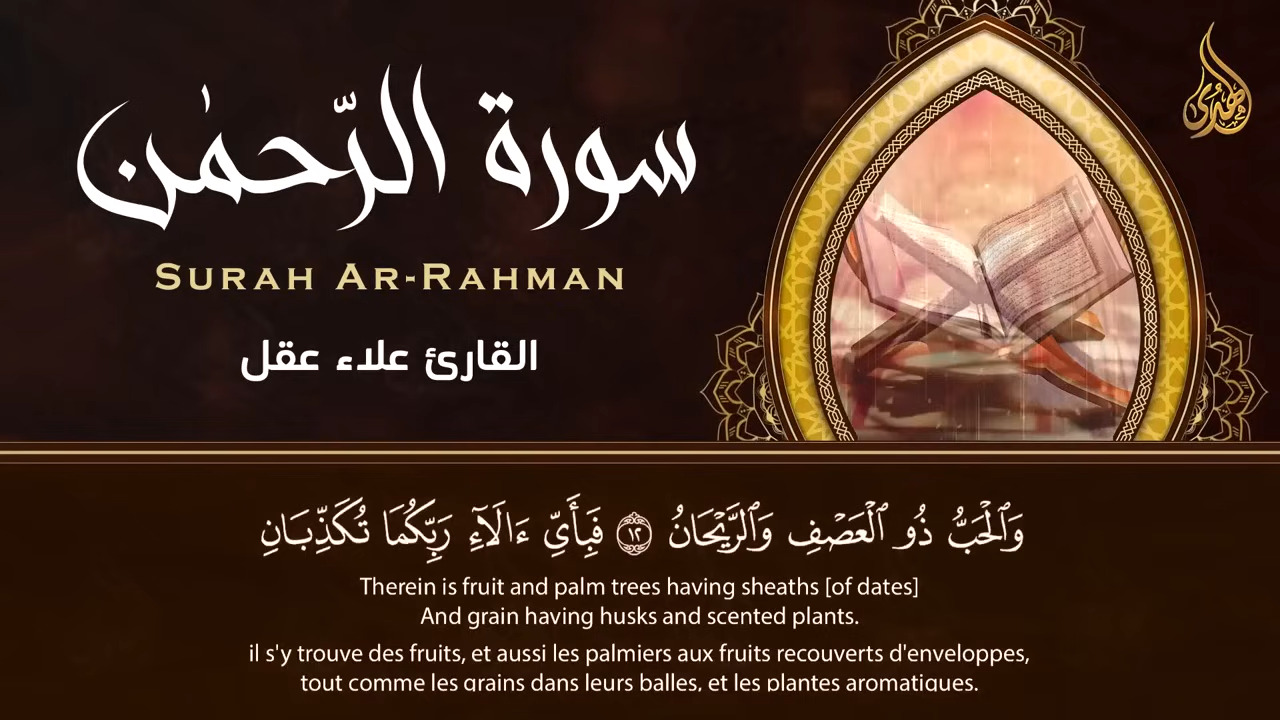 سورة الرّحمٰن
SURAH AR-RAHMAN
القارئ علاء عقل
هدى
وَٱلْحَبُّ ذُو ٱلْعَصْفِ وَٱلرَّيْحَانُ ١٢ فَبِأَيِّ ءَالَآءِ رَبِّكُمَا تُكَذِّبَانِ
Therein is fruit and palm trees having sheaths [of dates]
And grain having husks and scented plants.
il s'y trouve des fruits, et aussi les palmiers aux fruits recouverts d'enveloppes,
tout comme les grains dans leurs balles, et les plantes aromatiques.